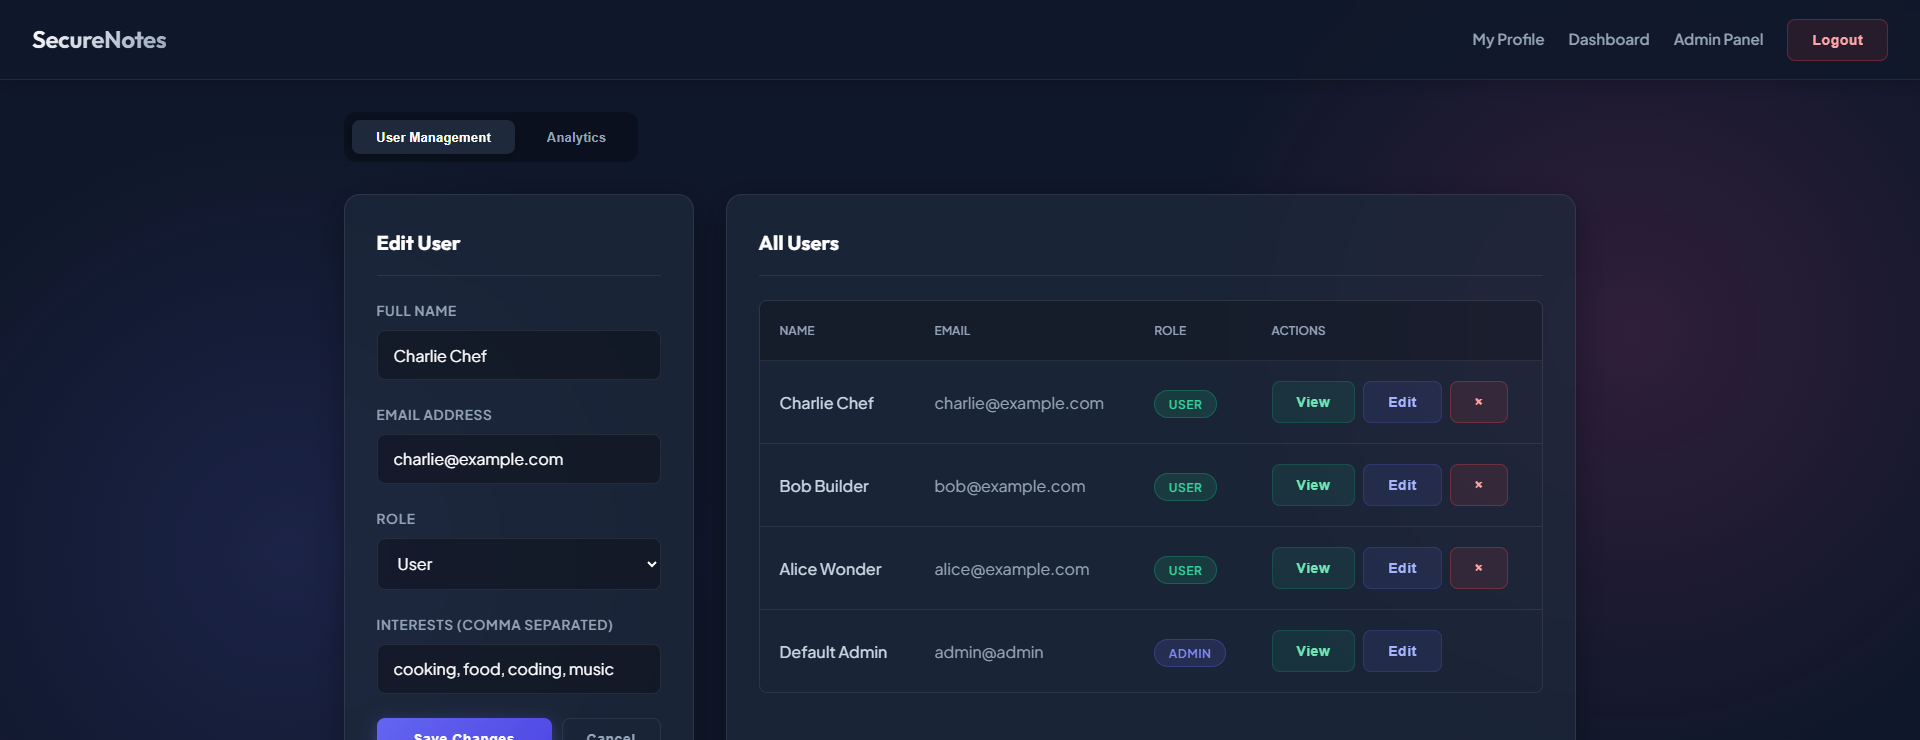 SecureNotes
My Profile Dashboard Admin Panel Logout
User Management Analytics
Edit User
FULL NAME
Charlie Chef
EMAIL ADDRESS
charlie@example.com
ROLE
User
INTERESTS (COMMA SEPARATED)
cooking, food, coding, music
Save Changes Cancel
All Users
NAME EMAIL ROLE ACTIONS
Charlie Chef charlie@example.com USER View Edit ×
Bob Builder bob@example.com USER View Edit ×
Alice Wonder alice@example.com USER View Edit ×
Default Admin admin@admin ADMIN View Edit